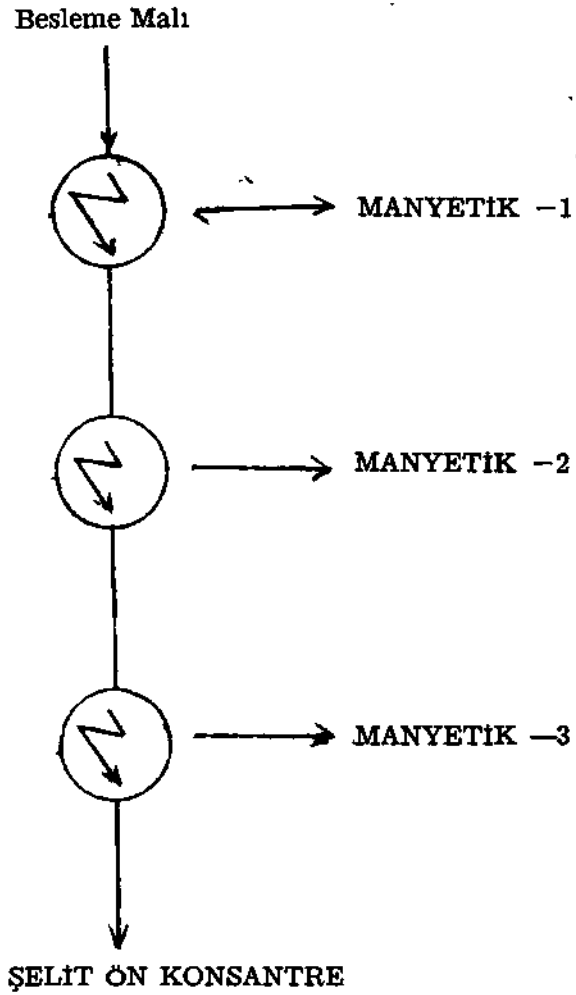 Besleme Malı
MANYETİK -1
MANYETİK -2
MANYETİK -3
ŞELİT ÖN KONSANTRE